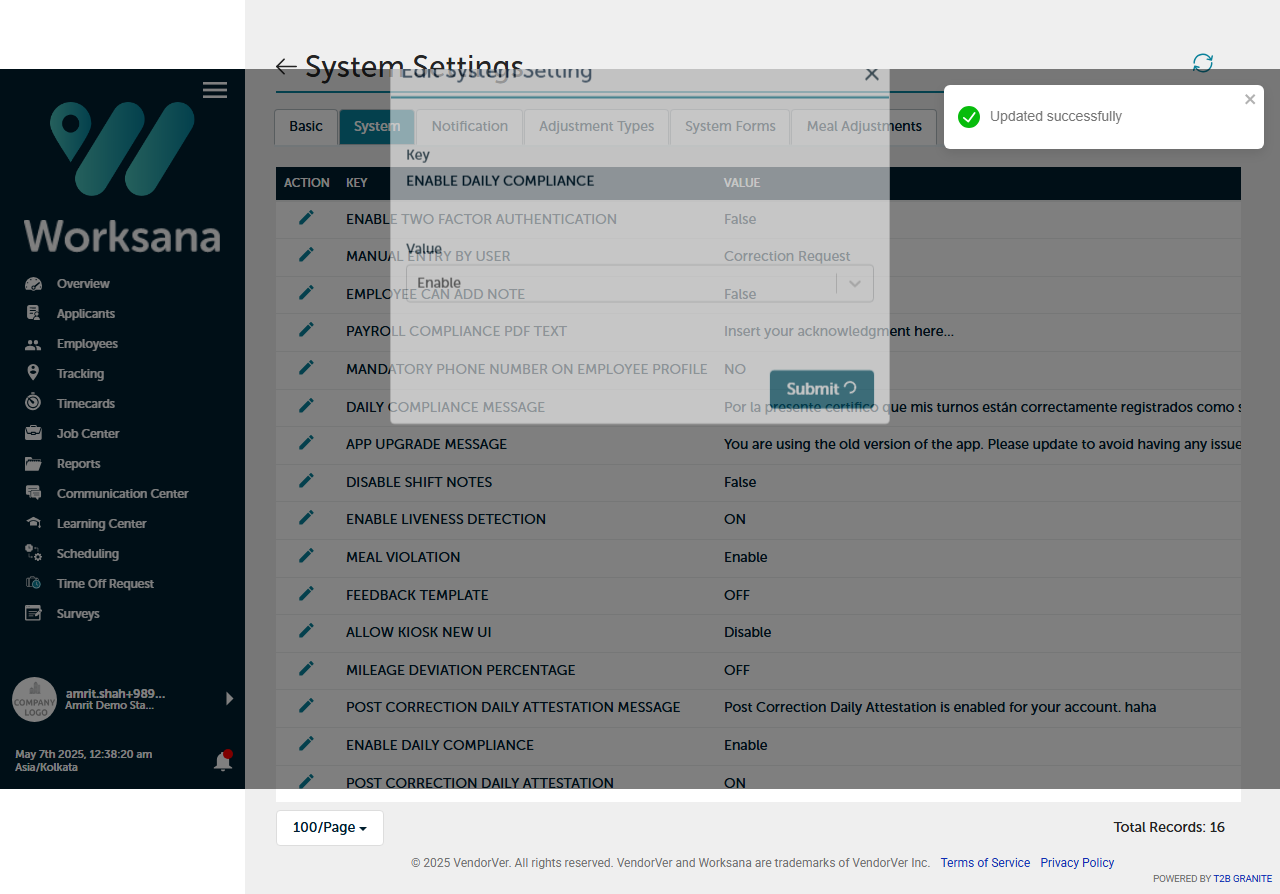 System Settings
Edit System Setting
Updated successfully
Basic
System
Notification
Adjustment Types
System Forms
Meal Adjustments
Key
ENABLE DAILY COMPLIANCE
Value
Enable
Submit
ACTION KEY VALUE
ENABLE TWO FACTOR AUTHENTICATION False
MANUAL ENTRY BY USER Correction Request
EMPLOYEE CAN ADD NOTE False
PAYROLL COMPLIANCE PDF TEXT Insert your acknowledgment here...
MANDATORY PHONE NUMBER ON EMPLOYEE PROFILE NO
DAILY COMPLIANCE MESSAGE Por la presente certifico que mis turnos están correctamente registrados como s
APP UPGRADE MESSAGE You are using the old version of the app. Please update to avoid having any issue
DISABLE SHIFT NOTES False
ENABLE LIVENESS DETECTION ON
MEAL VIOLATION Enable
FEEDBACK TEMPLATE OFF
ALLOW KIOSK NEW UI Disable
MILEAGE DEVIATION PERCENTAGE OFF
POST CORRECTION DAILY ATTESTATION MESSAGE Post Correction Daily Attestation is enabled for your account. haha
ENABLE DAILY COMPLIANCE Enable
POST CORRECTION DAILY ATTESTATION ON
100/Page
Total Records: 16
© 2025 VendorVer. All rights reserved. VendorVer and Worksana are trademarks of VendorVer Inc. Terms of Service Privacy Policy
POWERED BY T2B GRANITE
Worksana
Overview
Applicants
Employees
Tracking
Timecards
Job Center
Reports
Communication Center
Learning Center
Scheduling
Time Off Request
Surveys
COMPANY
LOGO
amrit.shah+989...
Amrit Demo Sta...
May 7th 2025, 12:38:20 am
Asia/Kolkata